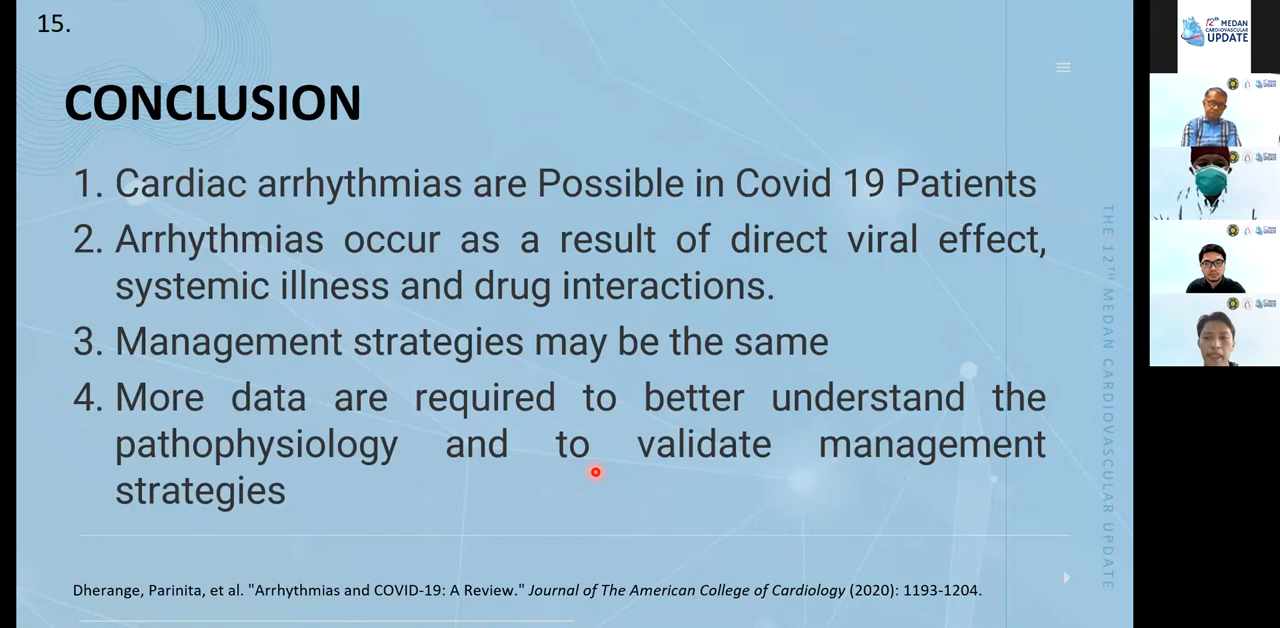 15.
CONCLUSION
1. Cardiac arrhythmias are Possible in Covid 19 Patients
2. Arrhythmias occur as a result of direct viral effect,
systemic illness and drug interactions.
3. Management strategies may be the same
4. More data are required to better understand the
pathophysiology and to validate management
strategies
Dherange, Parinita, et al. "Arrhythmias and COVID-19: A Review." Journal of The American College of Cardiology (2020): 1193-1204.
THE 12TH MEDAN CARDIOVASCULAR UPDATE
12th MEDAN
CARDIOVASCULAR
UPDATE